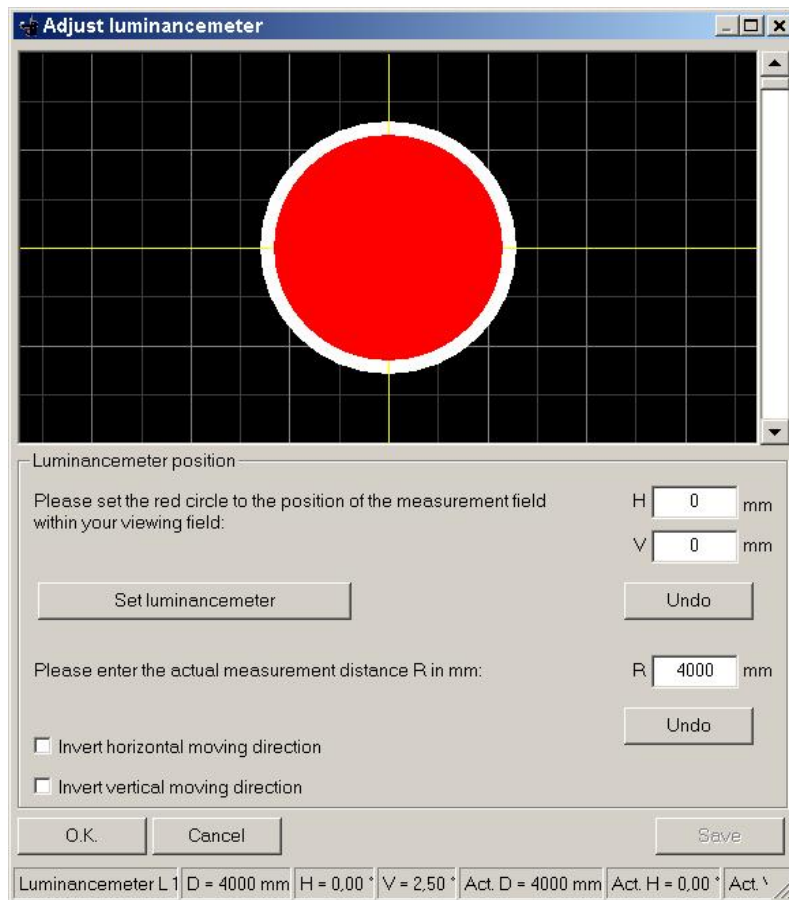 Adjust luminancemeter
Luminancemeter position
Please set the red circle to the position of the measurement field
within your viewing field:
H 0 mm
V 0 mm
Set luminancemeter
Undo
Please enter the actual measurement distance R in mm:
R 4000 mm
Undo
Invert horizontal moving direction
Invert vertical moving direction
O.K. Cancel Save
Luminancemeter L 1 D = 4000 mm H = 0,00 ° V = 2,50 ° Act. D = 4000 mm Act. H = 0,00 ° Act.